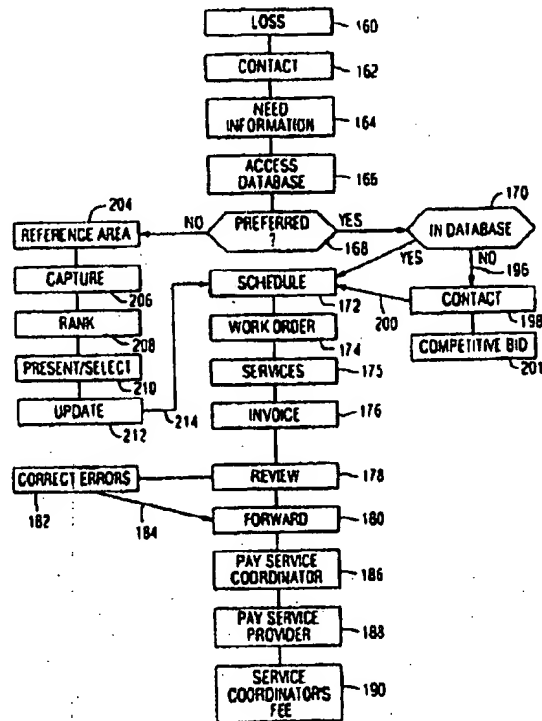 LOSS
160
CONTACT
162
NEED
INFORMATION
164
ACCESS
DATABASE
166
204
170
REFERENCE AREA
NO
PREFERRED
?
YES
168
IN DATABASE
CAPTURE
206
SCHEDULE
172
YES
NO
196
200
CONTACT
198
RANK
208
WORK ORDER
174
COMPETITIVE BID
201
PRESENT/SELECT
210
SERVICES
175
UPDATE
212
214
INVOICE
176
CORRECT ERRORS
182
184
REVIEW
178
FORWARD
180
PAY SERVICE
COORDINATOR
186
PAY SERVICE
PROVIDER
188
SERVICE
COORDINATOR'S
FEE
190